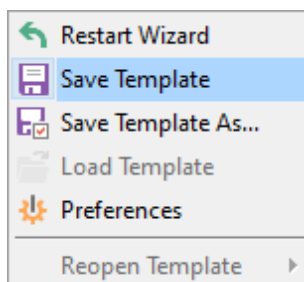 Restart Wizard
Save Template
Save Template As...
Load Template
Preferences
Reopen Template